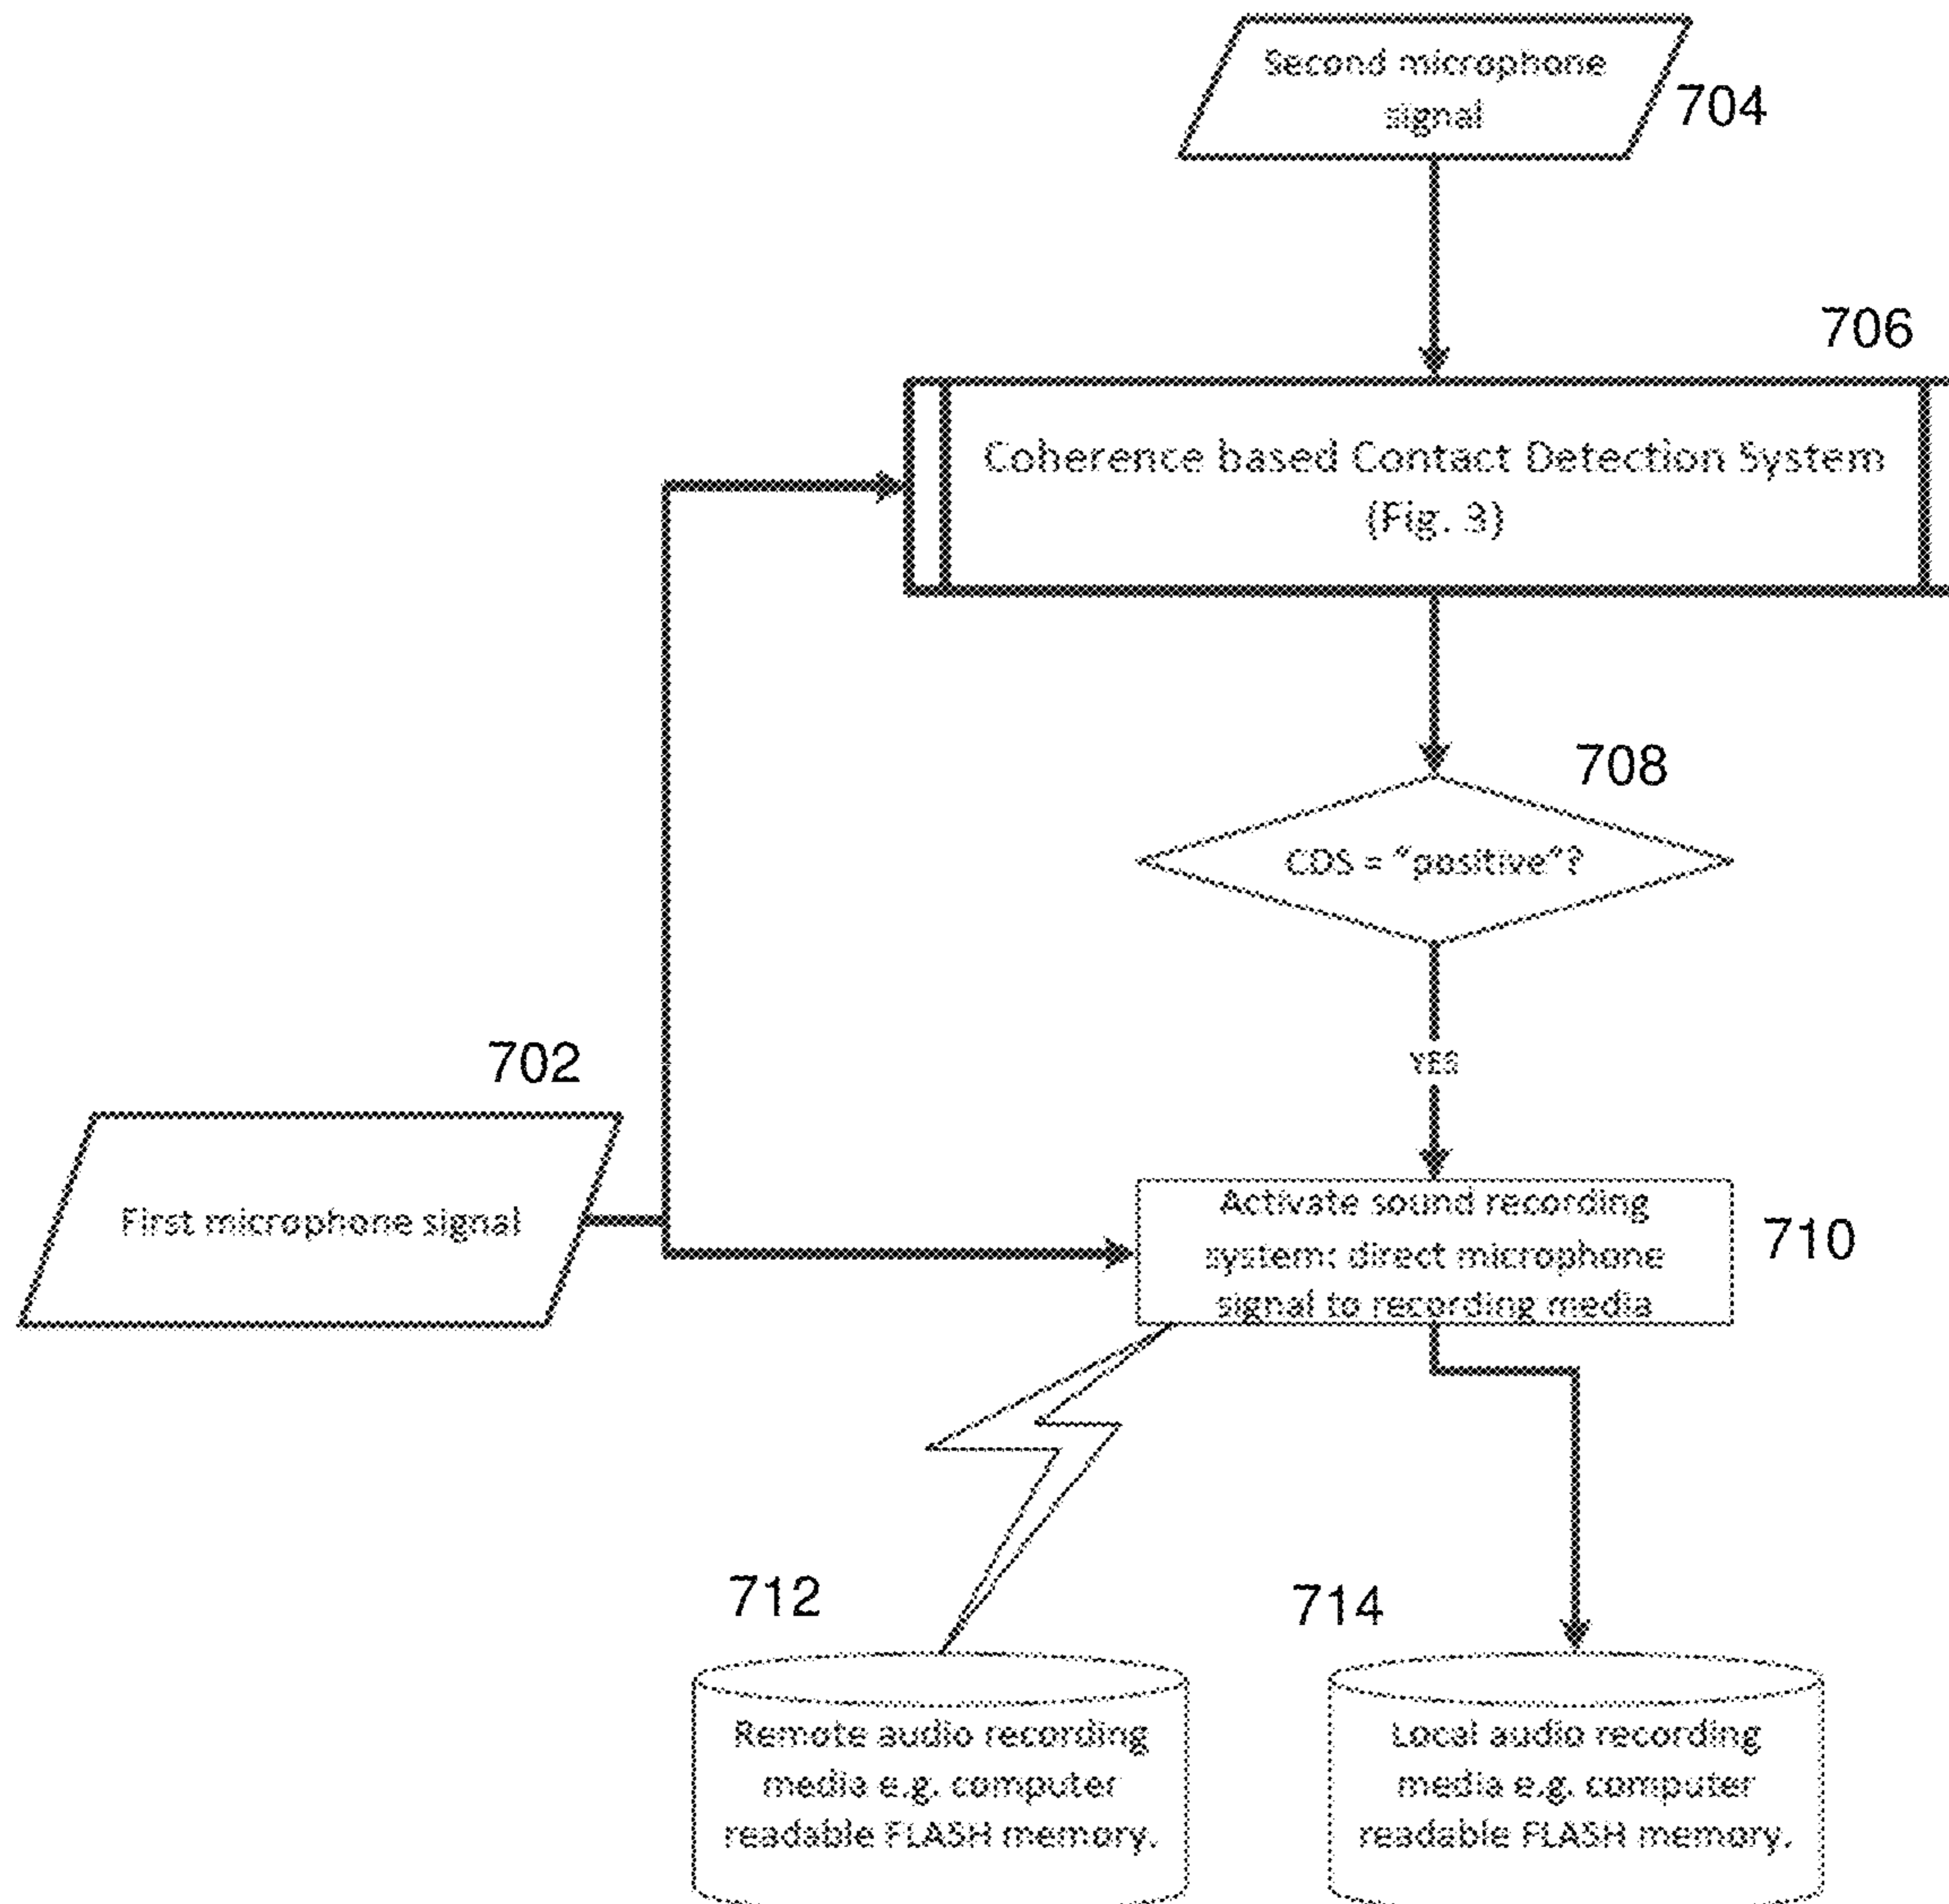 Second microphone
signal
704
706
Coherence based Contact Detection System
(Fig. 3)
708
CDS = “positive”?
YES
702
First microphone signal
Activate sound recording
system: direct microphone
signal to recording media
710
712
714
Remote audio recording
media e.g. computer
readable FLASH memory.
Local audio recording
media e.g. computer
readable FLASH memory.